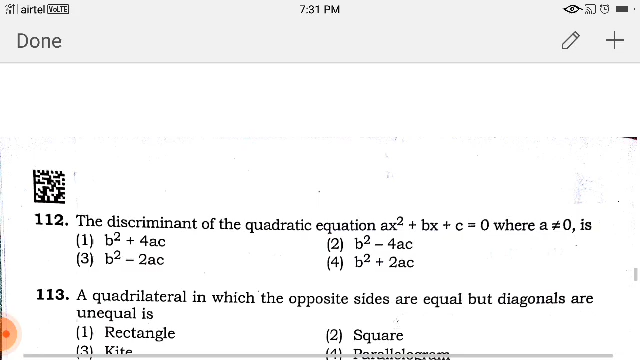 airtel VoLTE 7:31 PM
Done
112. The discriminant of the quadratic equation ax² + bx + c = 0 where a ≠ 0, is
(1) b² + 4ac (2) b² − 4ac
(3) b² − 2ac (4) b² + 2ac
113. A quadrilateral in which the opposite sides are equal but diagonals are
unequal is
(1) Rectangle (2) Square
(3) Kite (4) Parallelogram